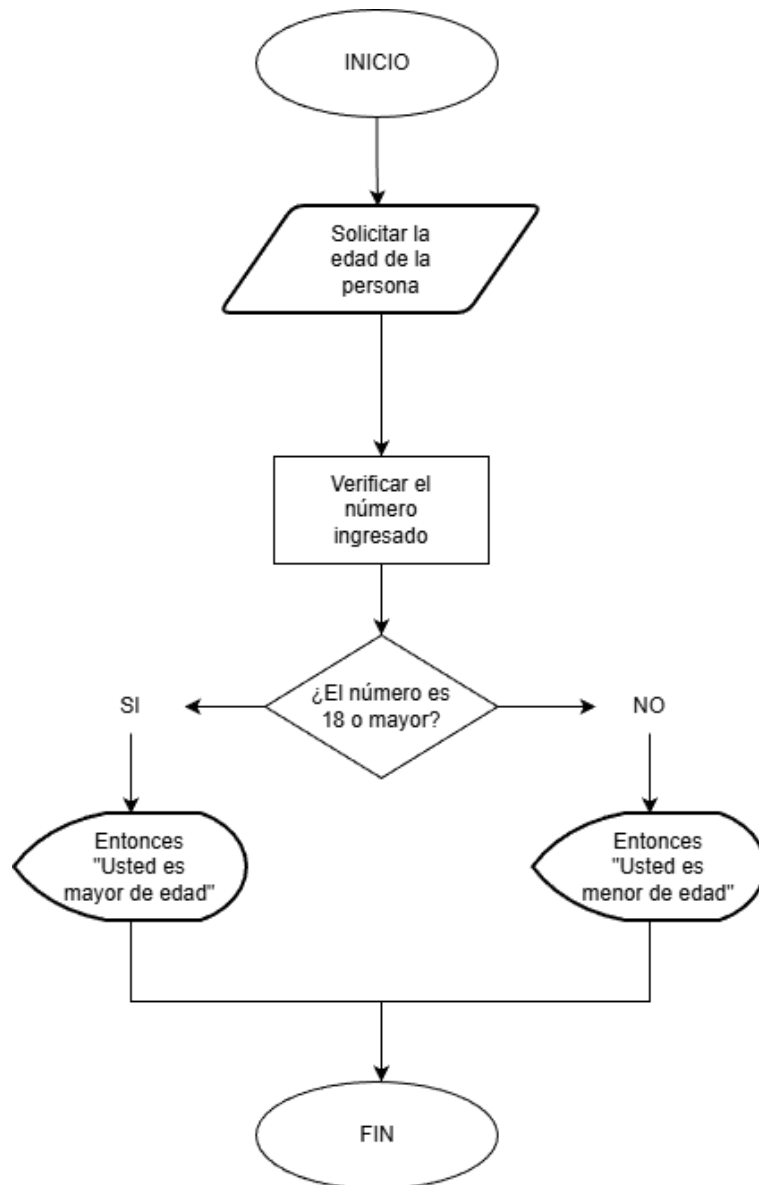 INICIO
Solicitar la
edad de la
persona
Verificar el
número
ingresado
¿El número es
18 o mayor?
SI
NO
Entonces
"Usted es
mayor de edad"
Entonces
"Usted es
menor de edad"
FIN